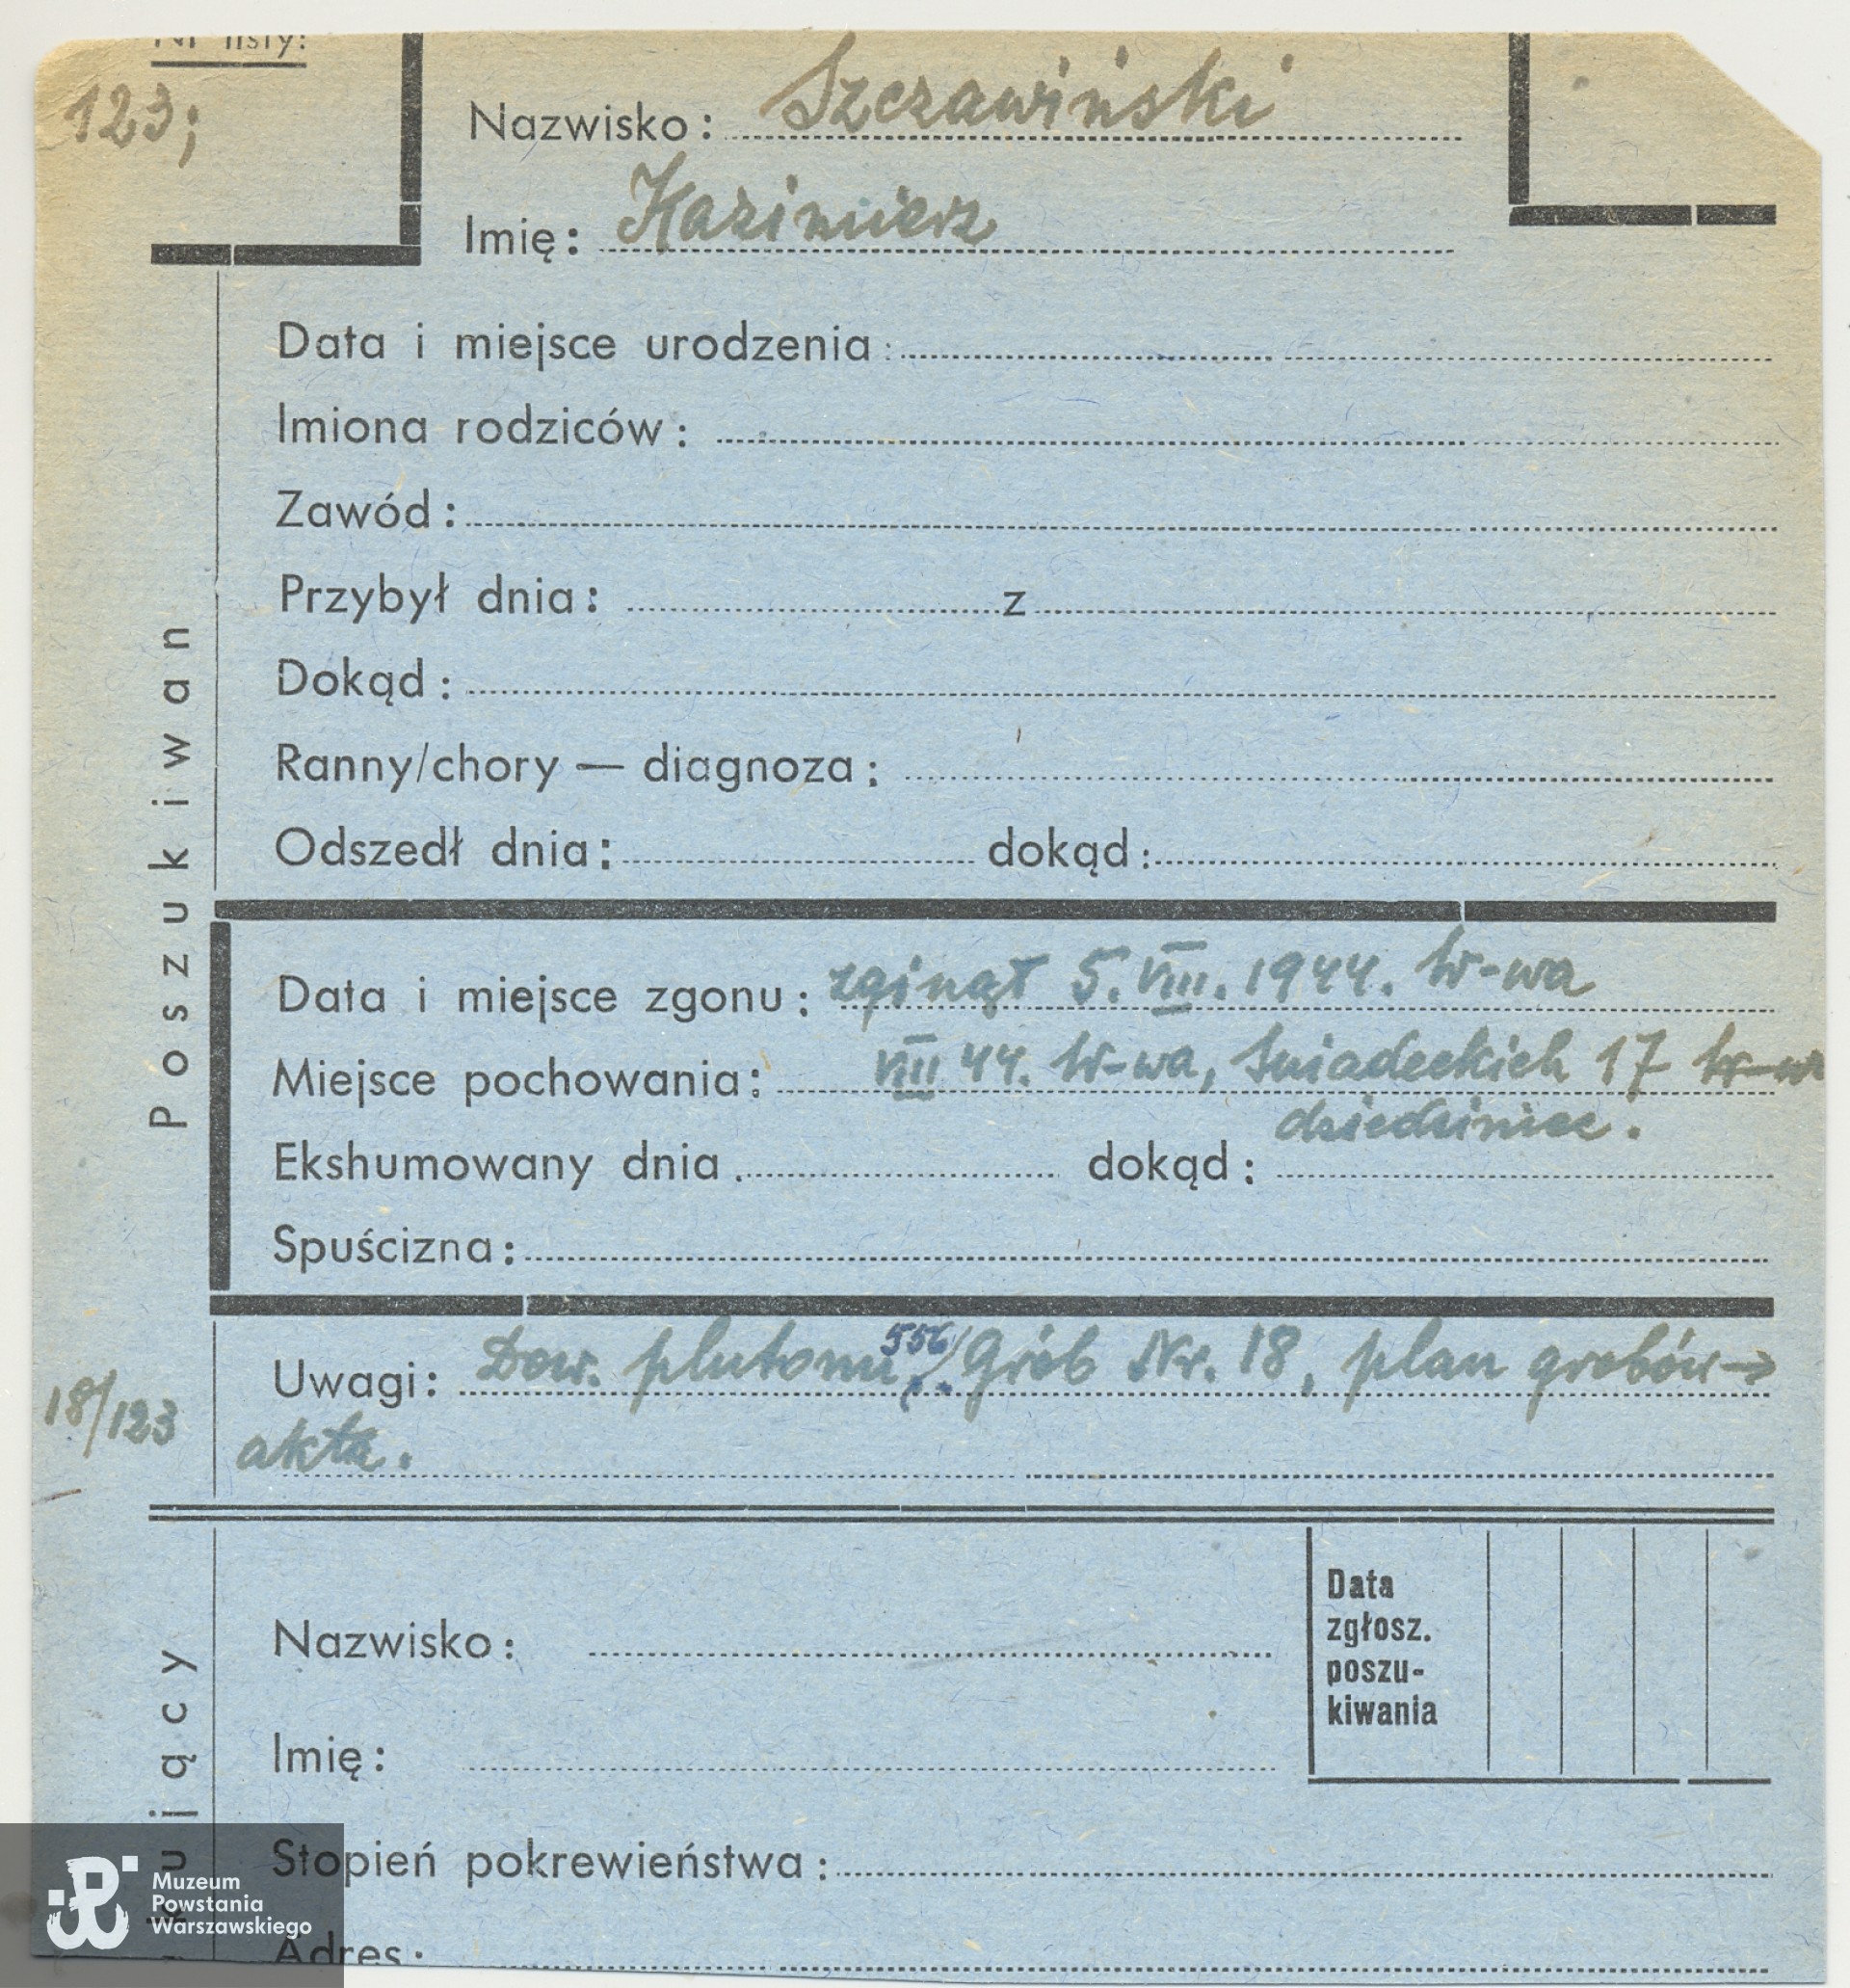 Nr listy:
123;
Nazwisko: Szczawiński
Imię: Kazimierz
Data i miejsce urodzenia:
Imiona rodziców:
Zawód:
Przybył dnia: z
Dokąd:
Ranny/chory — diagnoza:
Odszedł dnia: dokąd:
Poszukiwan
Data i miejsce zgonu: zginął 5.VIII.1944. W-wa
Miejsce pochowania: VIII 44. W-wa, Śniadeckich 17 W-wa
dziedziniec.
Ekshumowany dnia. dokąd:
Spuścizna:
Uwagi: Dow. plutonu 556/. Grób Nr. 18, plan grobów →
18/123
akta.
Nazwisko:
Data
zgłosz.
poszu-
kiwania
Imię:
Stopień pokrewieństwa:
Adres:
ujący
Muzeum
Powstania
Warszawskiego